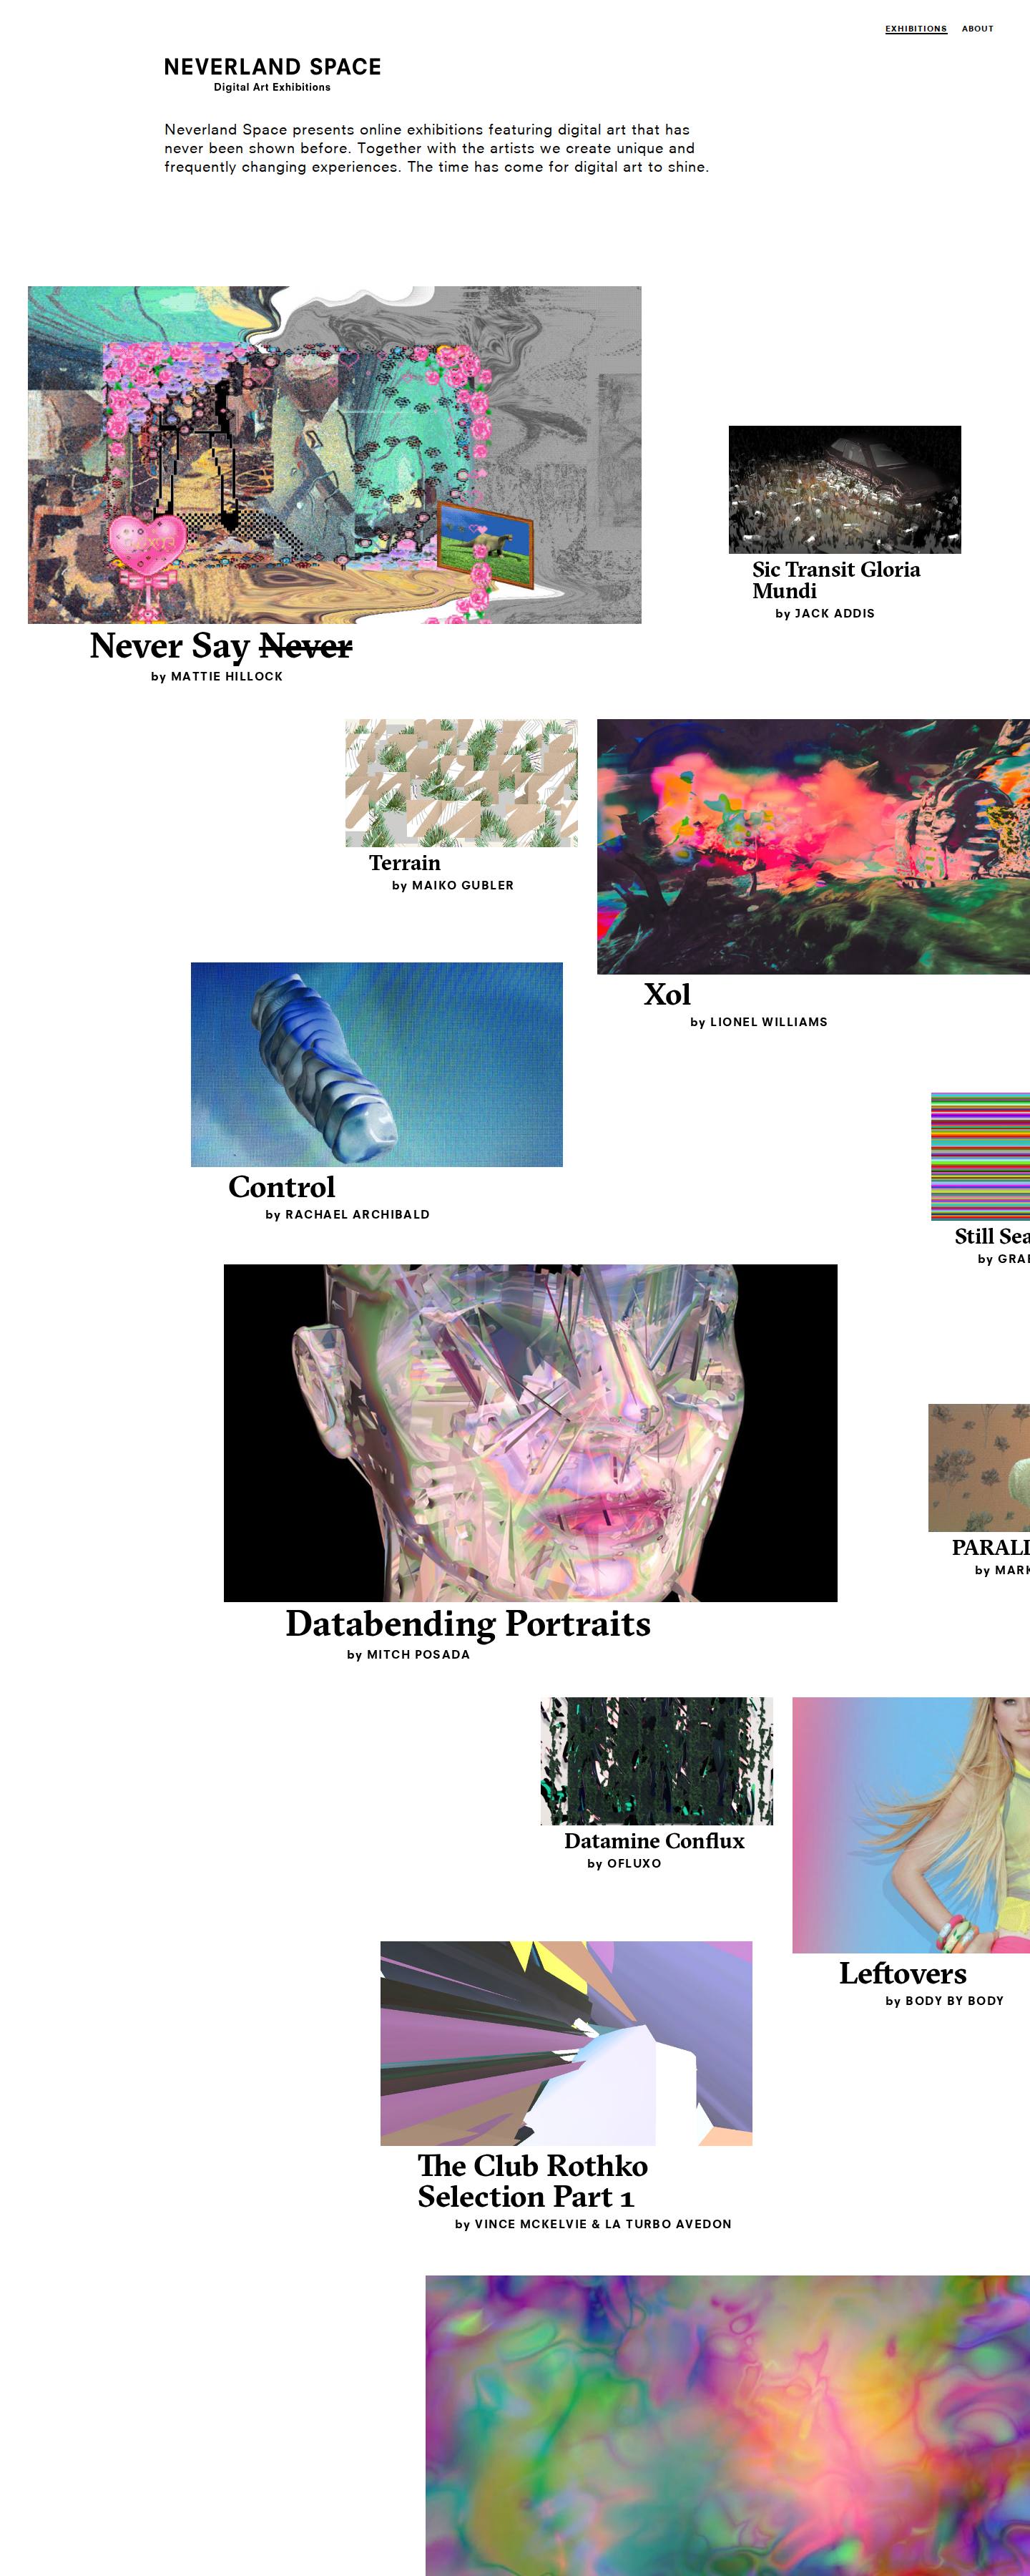 EXHIBITIONS ABOUT
NEVERLAND SPACE
Digital Art Exhibitions
Neverland Space presents online exhibitions featuring digital art that has
never been shown before. Together with the artists we create unique and
frequently changing experiences. The time has come for digital art to shine.
Sic Transit Gloria
Mundi
by JACK ADDIS
Never Say Never
by MATTIE HILLOCK
Terrain
by MAIKO GUBLER
Xol
by LIONEL WILLIAMS
Control
by RACHAEL ARCHIBALD
Still
by
Databending Portraits
by MITCH POSADA
by
Datamine Conflux
by OFLUXO
Leftovers
by BODY BY BODY
The Club Rothko
Selection Part 1
by VINCE MCKELVIE & LA TURBO AVEDON